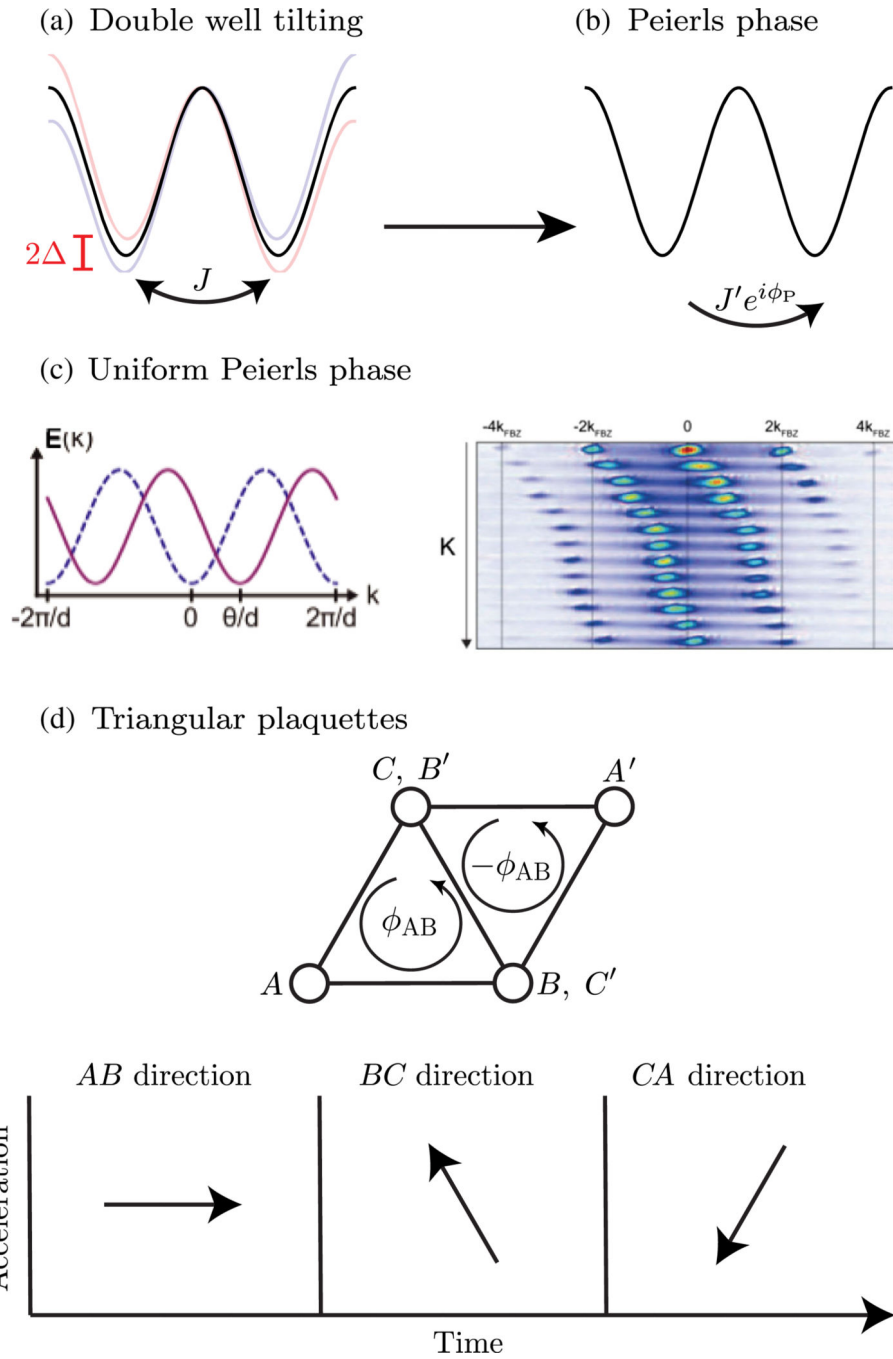 (a) Double well tilting
(b) Peierls phase
2Δ
J
J′e^{iϕ_P}
(c) Uniform Peierls phase
E(K)
-2π/d 0 θ/d 2π/d k
-4k_FBZ -2k_FBZ 0 2k_FBZ 4k_FBZ
K
(d) Triangular plaquettes
C, B′ A′
−ϕ_AB
ϕ_AB
A B, C′
AB direction BC direction CA direction
Acceleration
Time